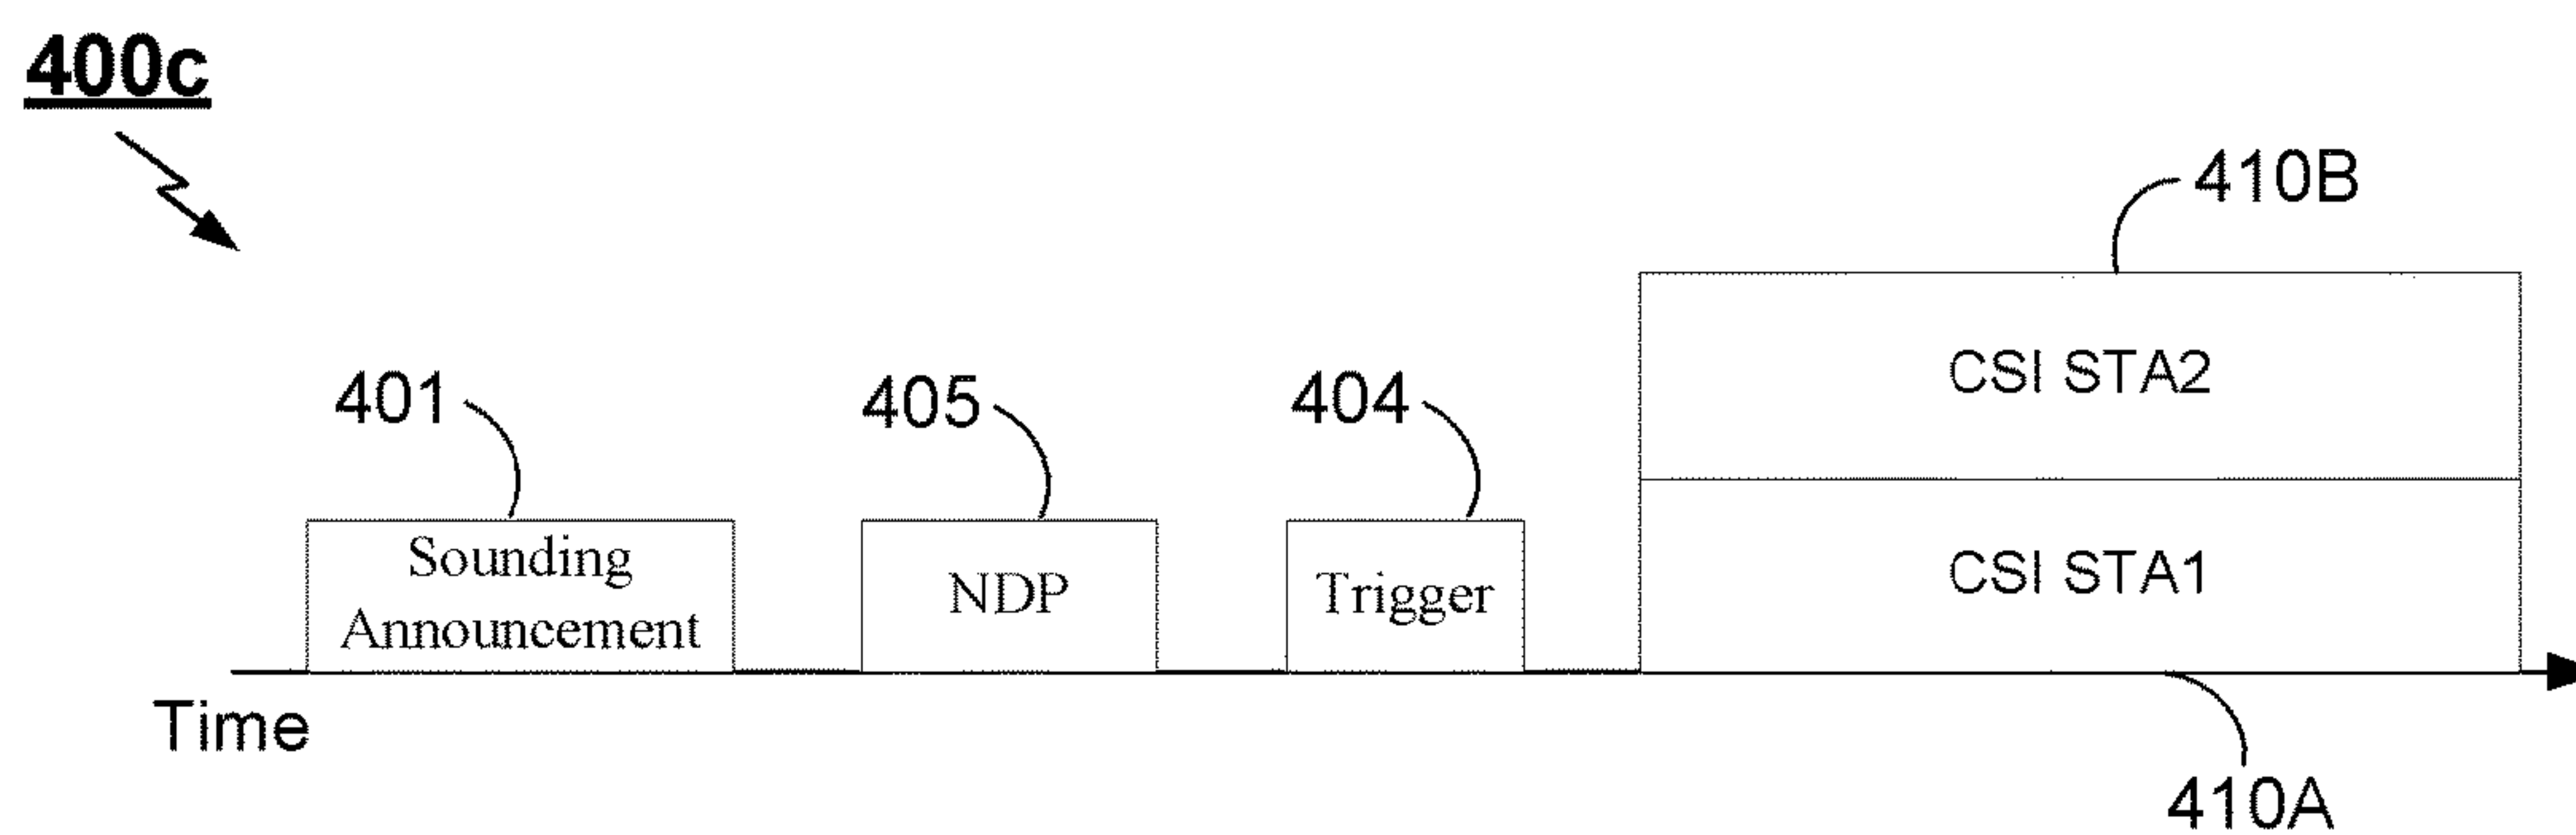 400c
410B
CSI STA2
401
405
404
Sounding
Announcement
NDP
Trigger
CSI STA1
Time
410A